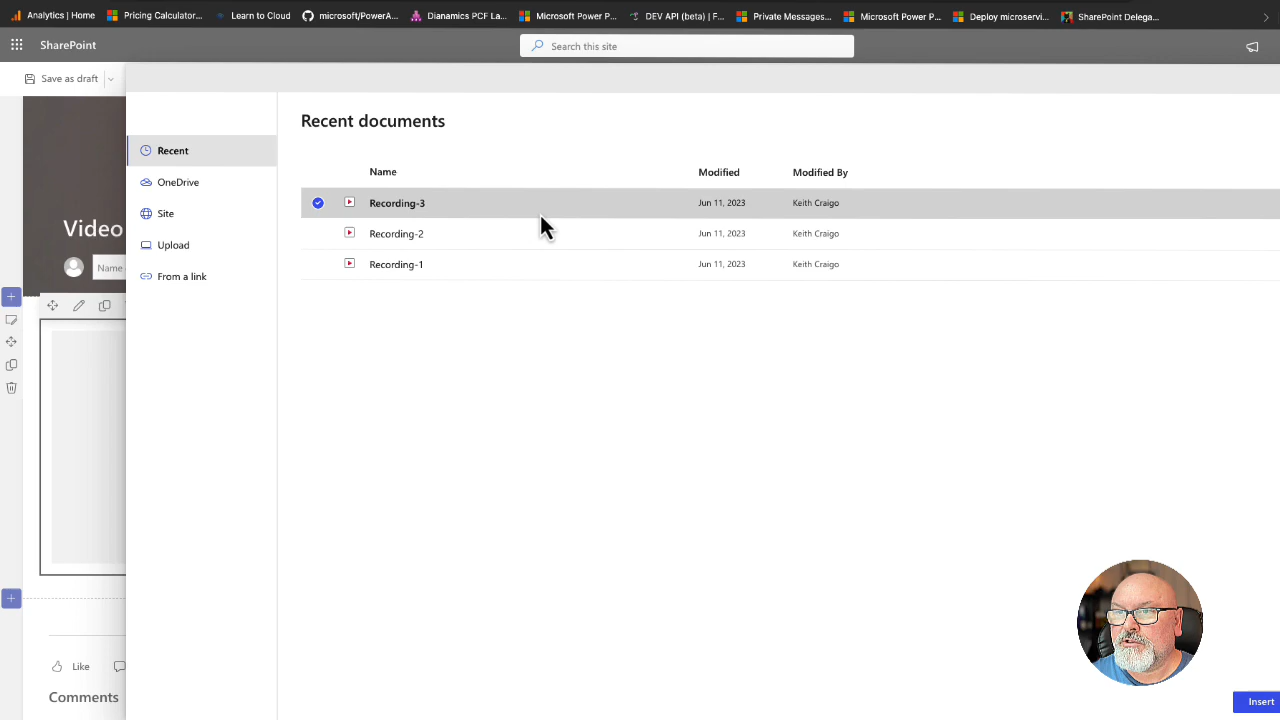 Analytics | Home
Pricing Calculator...
Learn to Cloud
microsoft/PowerA...
Dianamics PCF La...
Microsoft Power P...
DEV API (beta) | F...
Private Messages...
Microsoft Power P...
Deploy microservi...
SharePoint Delega...
SharePoint
Search this site
Save as draft
Recent documents
Recent
OneDrive
Site
Upload
From a link
Name Modified Modified By
Recording-3 Jun 11, 2023 Keith Craigo
Recording-2 Jun 11, 2023 Keith Craigo
Recording-1 Jun 11, 2023 Keith Craigo
Video
Name
Like
Comments
Insert